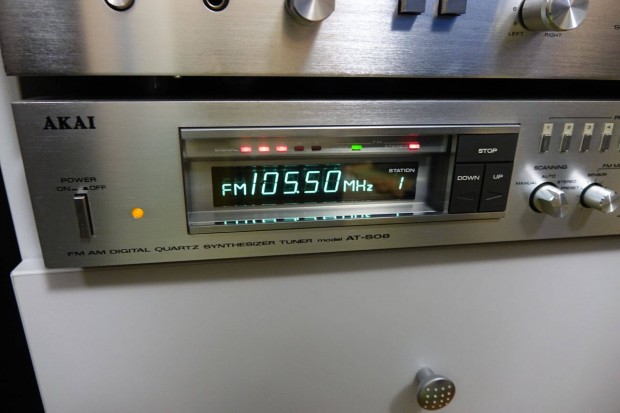 LEFT RIGHT
AKAI
POWER
ON OFF
STATION
FM 105.50 MHz 1
STOP
DOWN UP
SCANNING
AUTO
MANUAL
FM AM DIGITAL QUARTZ SYNTHESIZER TUNER model AT-S08